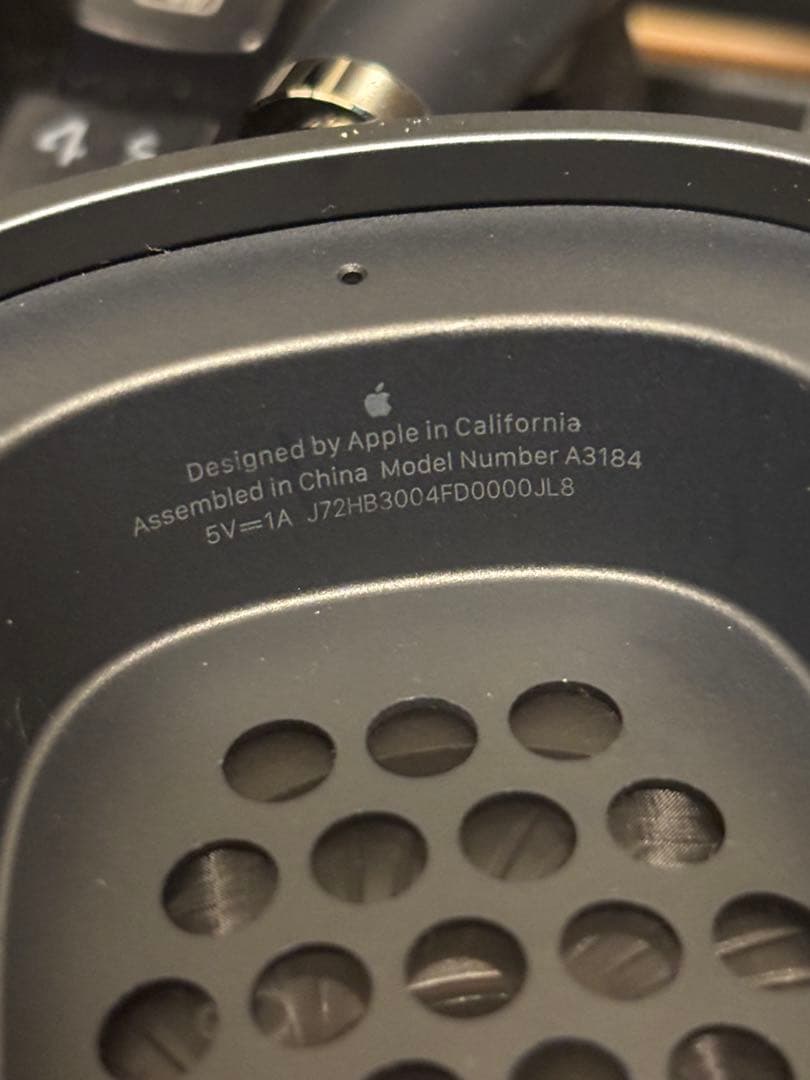 Designed by Apple in California
Assembled in China Model Number A3184
5V⎓1A J72HB3004FD0000JL8